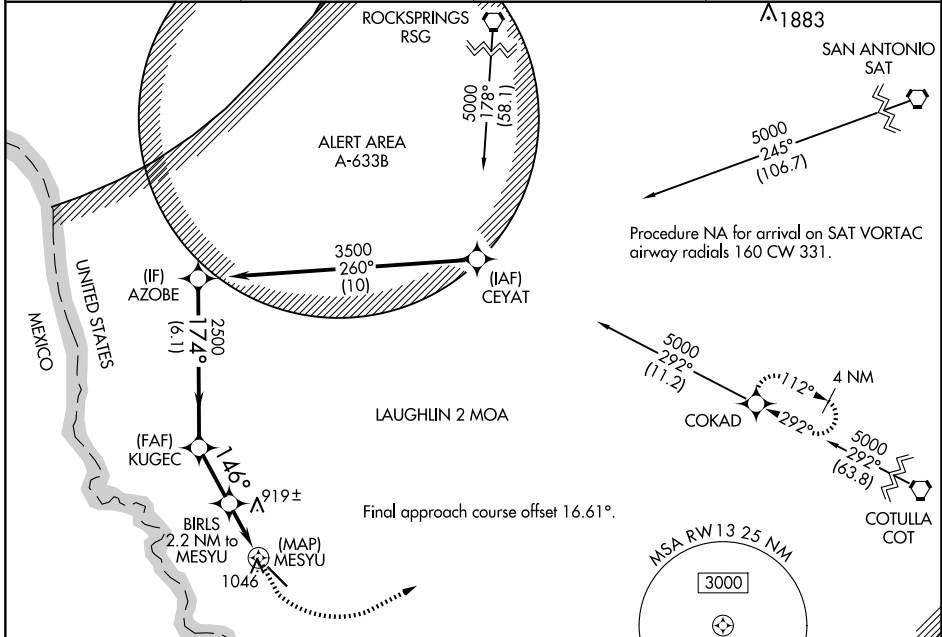 ROCKSPRINGS
RSG
1883
SAN ANTONIO
SAT
5000
178°
(58.1)
5000
245°
(106.7)
ALERT AREA
A-633B
Procedure NA for arrival on SAT VORTAC
airway radials 160 CW 331.
3500
260°
(10)
(IF)
AZOBE
(IAF)
CEYAT
UNITED STATES
MEXICO
2500
174°
(6.1)
5000
292°
(11.2)
112°
4 NM
COKAD
292°
LAUGHLIN 2 MOA
5000
292°
(63.8)
(FAF)
KUGEC
146°
919±
Final approach course offset 16.61°.
COTULLA
COT
BIRLS
2.2 NM to
MESYU
(MAP)
MESYU
1046
MSA RW13 25 NM
3000